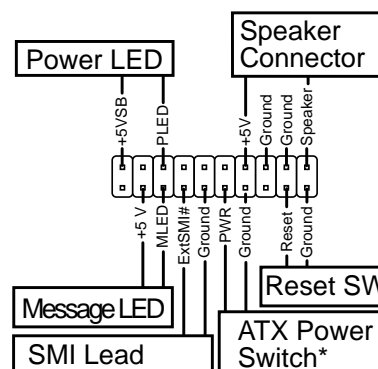 Power LED
Speaker
Connector
+5VSB
PLED
+5V
Ground
Ground
Speaker
+5 V
MLED
ExtSMI#
Ground
PWR
Ground
Reset
Ground
Message LED
Reset SW
SMI Lead
ATX Power
Switch*